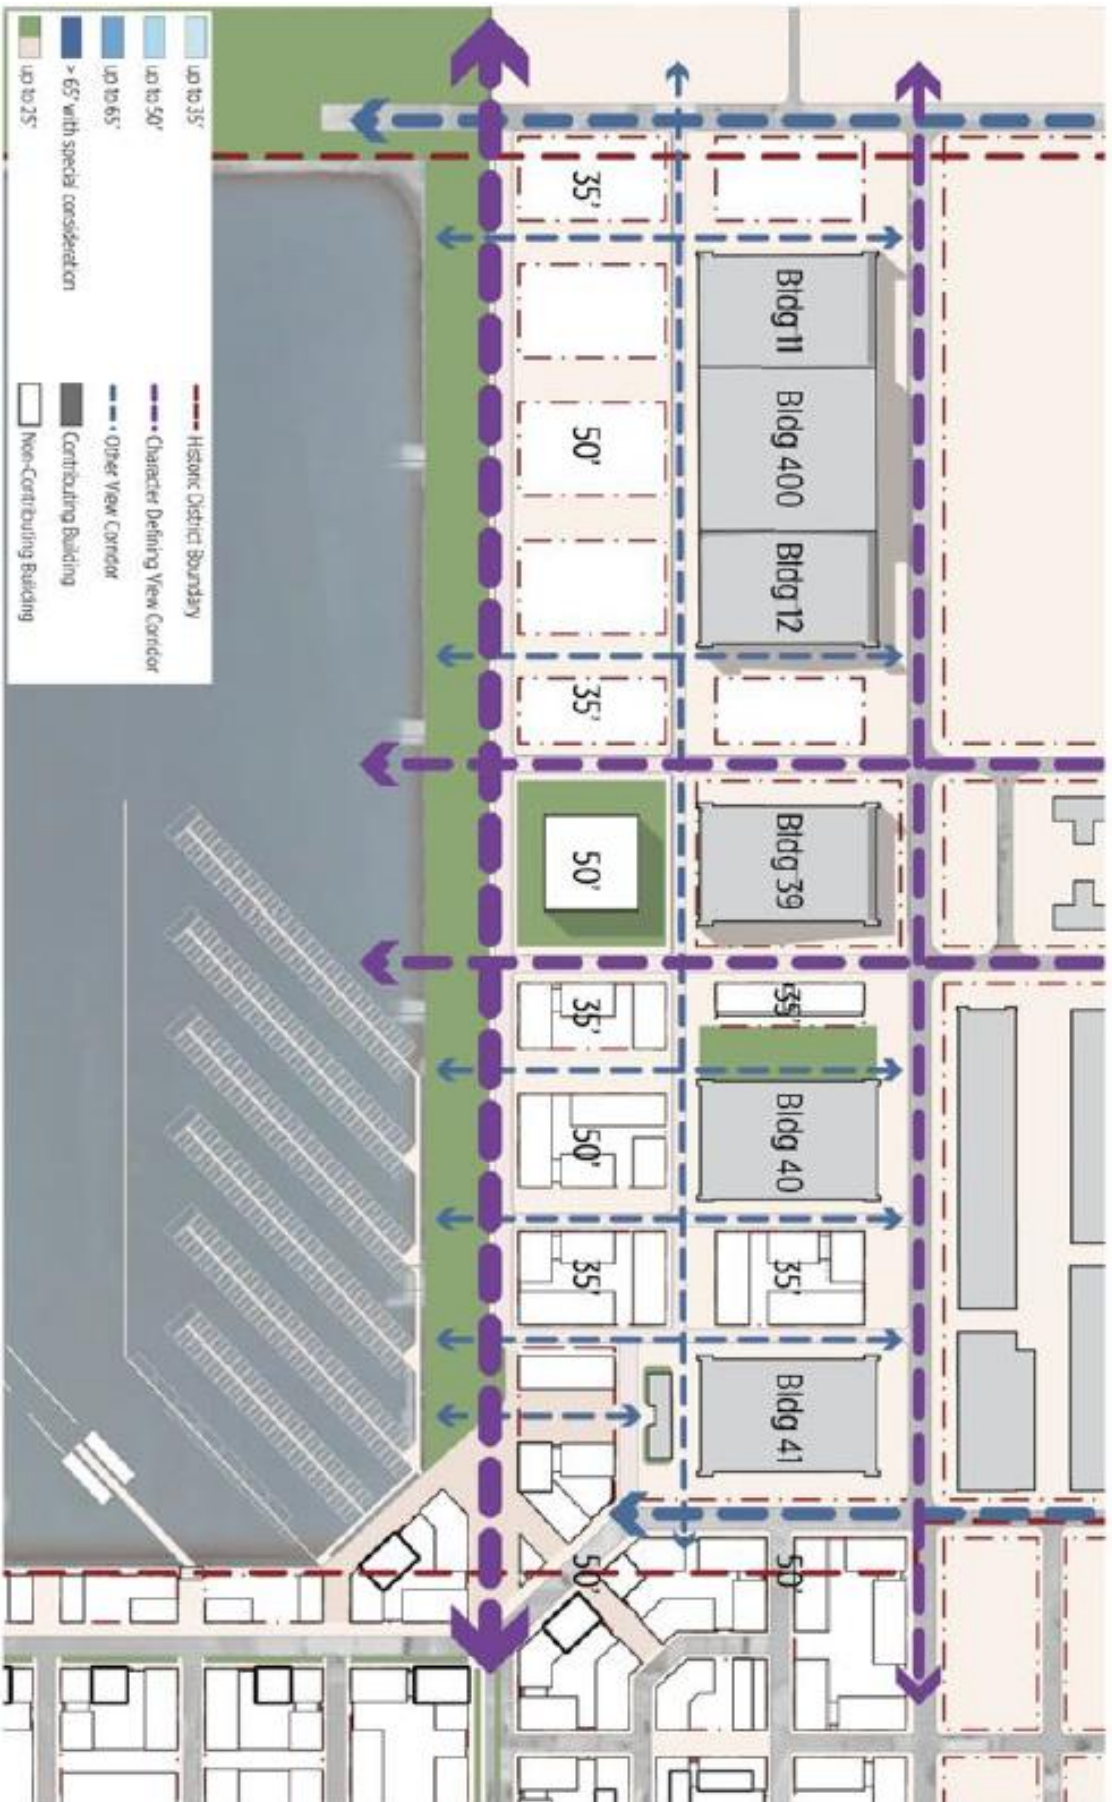 35'
Bldg 11
Bldg 400
Bldg 12
50'
35'
Bldg 39
50'
35'
35'
Bldg 40
50'
35'
35'
Bldg 41
50'
50'
up to 35'
up to 50'
up to 65'
> 65' with special consideration
up to 25'
Historic District Boundary
Character Defining View Corridor
Other View Corridor
Contributing Building
Non-Contributing Building